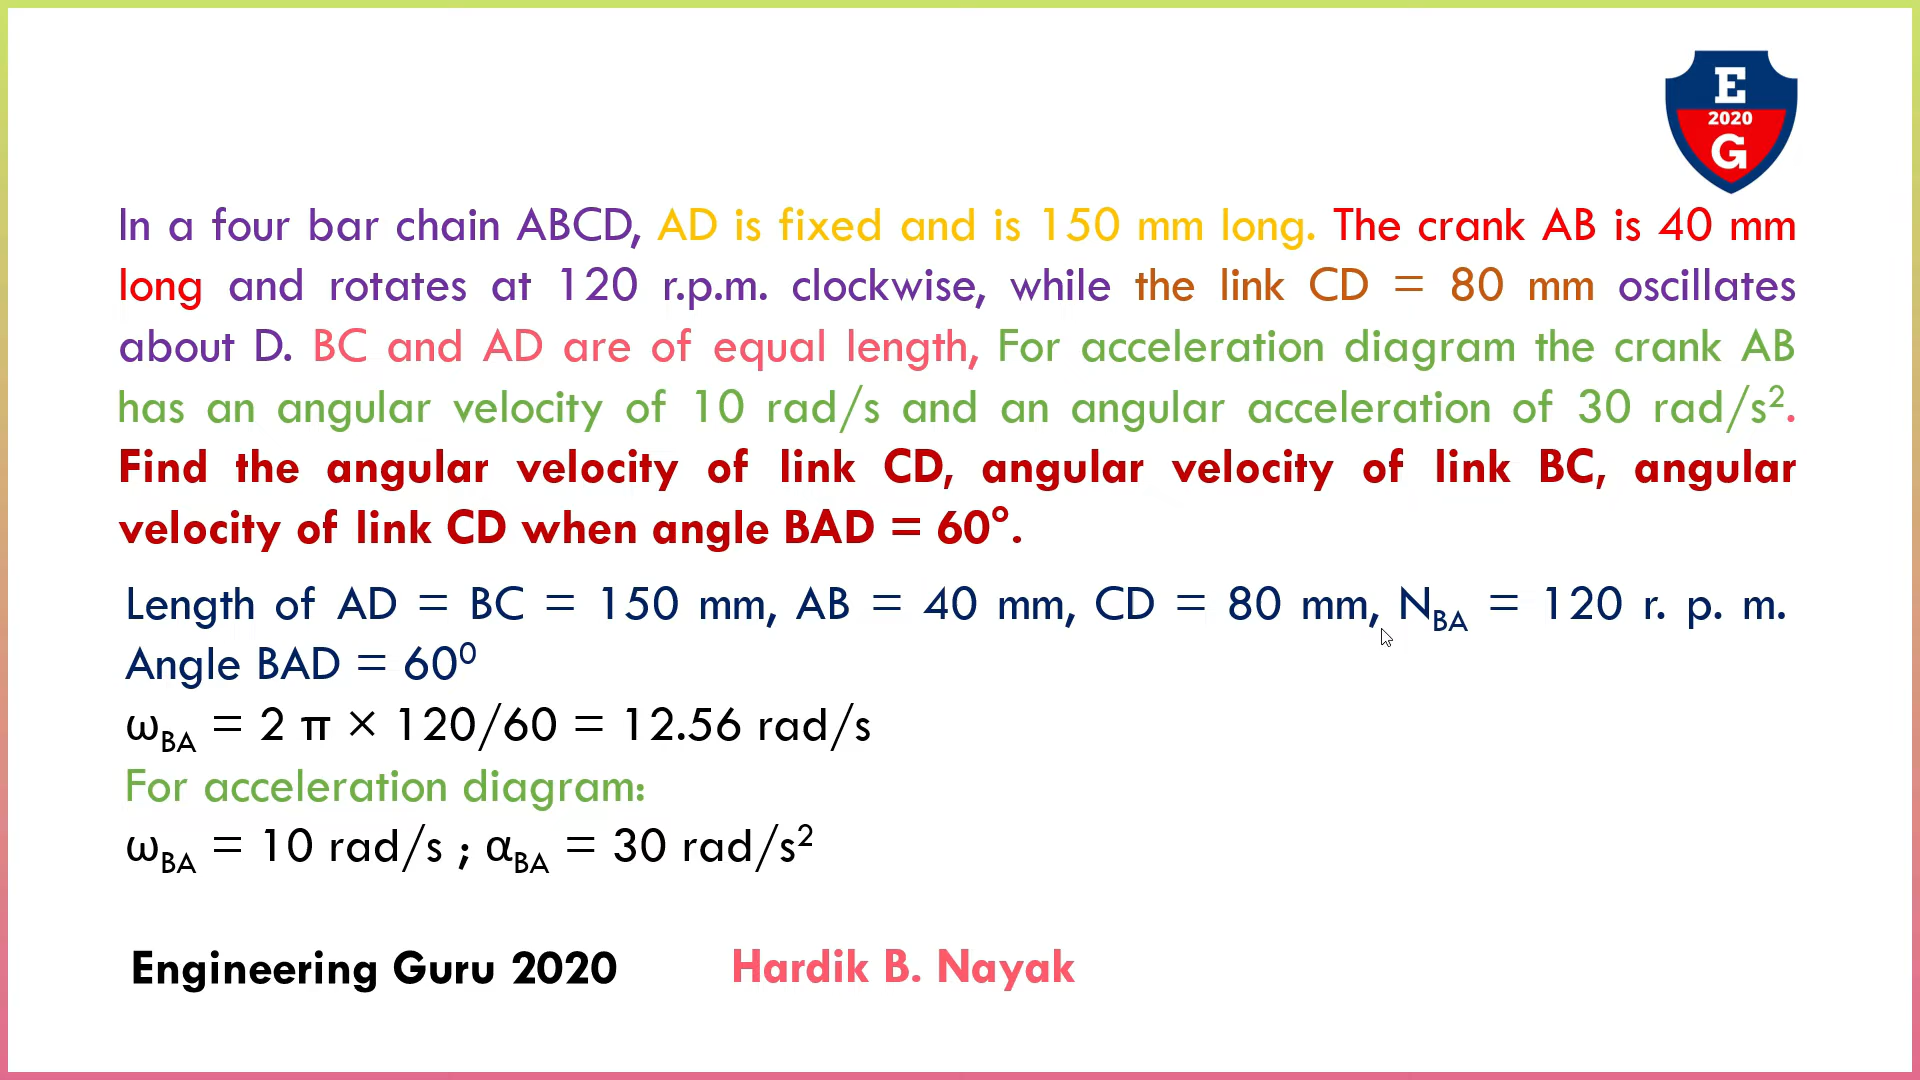 E
2020
G
In a four bar chain ABCD, AD is fixed and is 150 mm long. The crank AB is 40 mm
long and rotates at 120 r.p.m. clockwise, while the link CD = 80 mm oscillates
about D. BC and AD are of equal length, For acceleration diagram the crank AB
has an angular velocity of 10 rad/s and an angular acceleration of 30 rad/s².
Find the angular velocity of link CD, angular velocity of link BC, angular
velocity of link CD when angle BAD = 60°.
Length of AD = BC = 150 mm, AB = 40 mm, CD = 80 mm, N_BA = 120 r. p. m.
Angle BAD = 60⁰
ω_BA = 2 π × 120/60 = 12.56 rad/s
For acceleration diagram:
ω_BA = 10 rad/s ; α_BA = 30 rad/s²
Engineering Guru 2020 Hardik B. Nayak